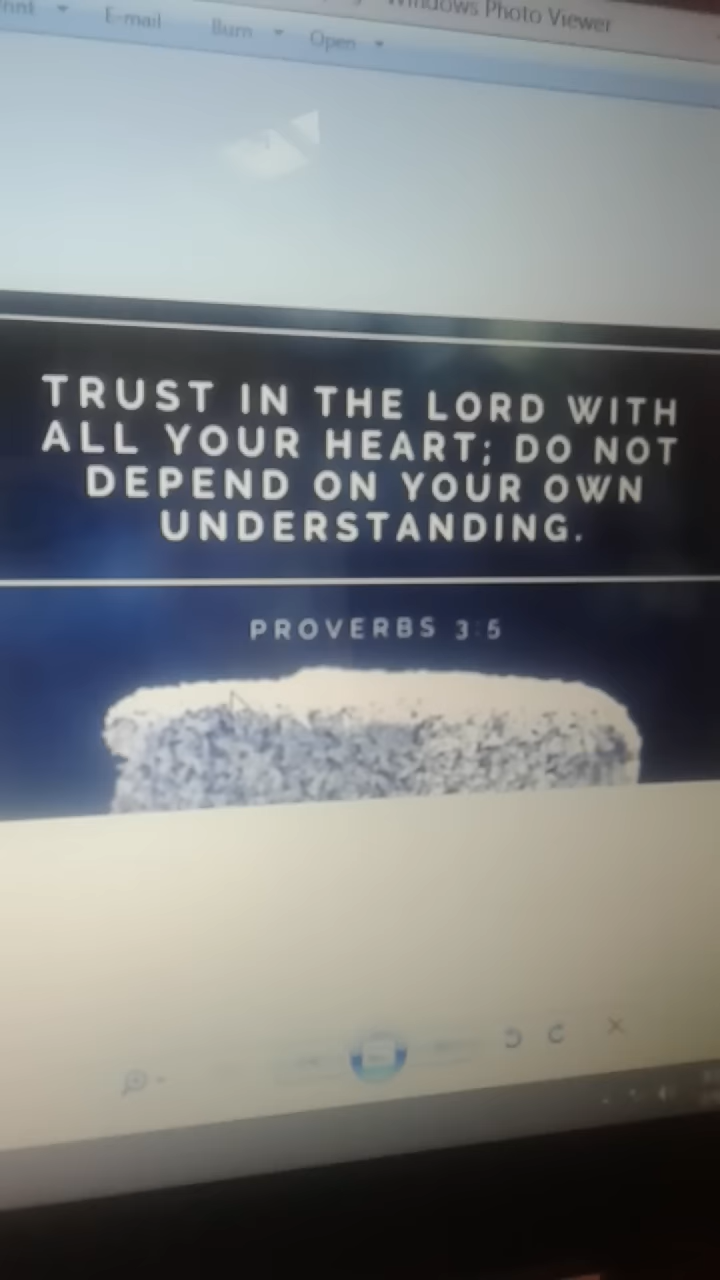 E-mail Burn Open
Windows Photo Viewer
TRUST IN THE LORD WITH
ALL YOUR HEART; DO NOT
DEPEND ON YOUR OWN
UNDERSTANDING.
PROVERBS 3:5